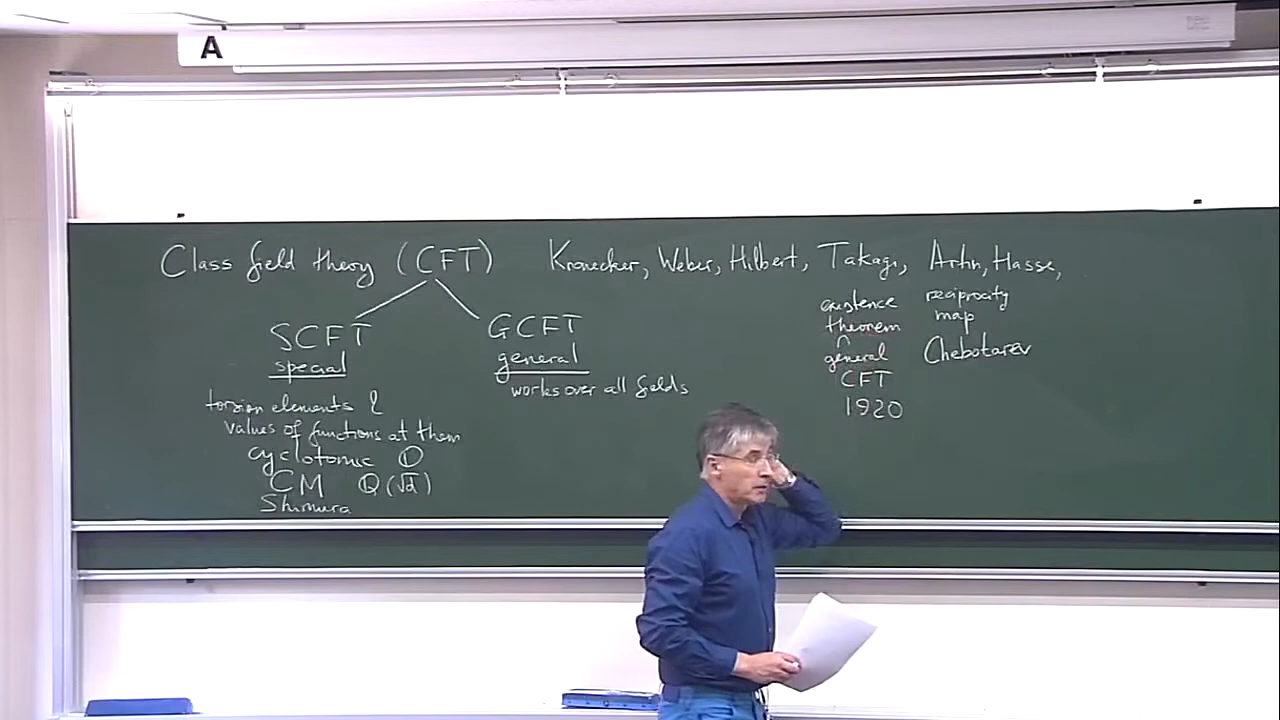 A
Class field theory (CFT) Kronecker, Weber, Hilbert, Takagi, Artin, Hasse,
existence theorem
general
CFT
1920
reciprocity
map
Chebotarev
SCFT
special
torsion elements &
values of functions at them
cyclotomic ℚ
CM ℚ(√d)
Shimura
GCFT
general
works over all fields